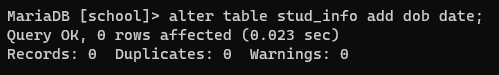 MariaDB [school]> alter table stud_info add dob date;
Query OK, 0 rows affected (0.023 sec)
Records: 0  Duplicates: 0  Warnings: 0